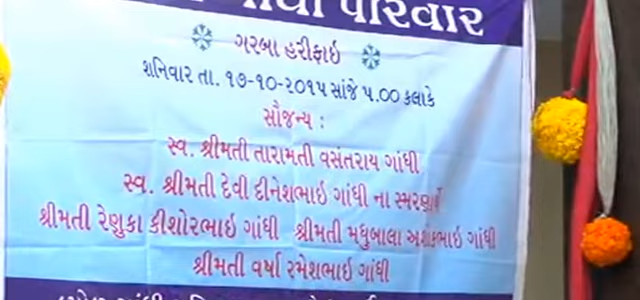 પરિવાર
ગરબા હરીફાઇ
શનિવાર તા. ૧૭-૧૦-૨૦૧૫ સાંજે ૫.૦૦ કલાકે
સૌજન્ય :
સ્વ. શ્રીમતી તારામતી વસંતરાય ગાંધી
સ્વ. શ્રીમતી દેવી દીનેશભાઇ ગાંધી ના સ્મરણાર્થે
શ્રીમતી રેણુકા કીશોરભાઇ ગાંધી શ્રીમતી મધુબાલા અશોકભાઇ ગાંધી
શ્રીમતી વર્ષા રમેશભાઇ ગાંધી